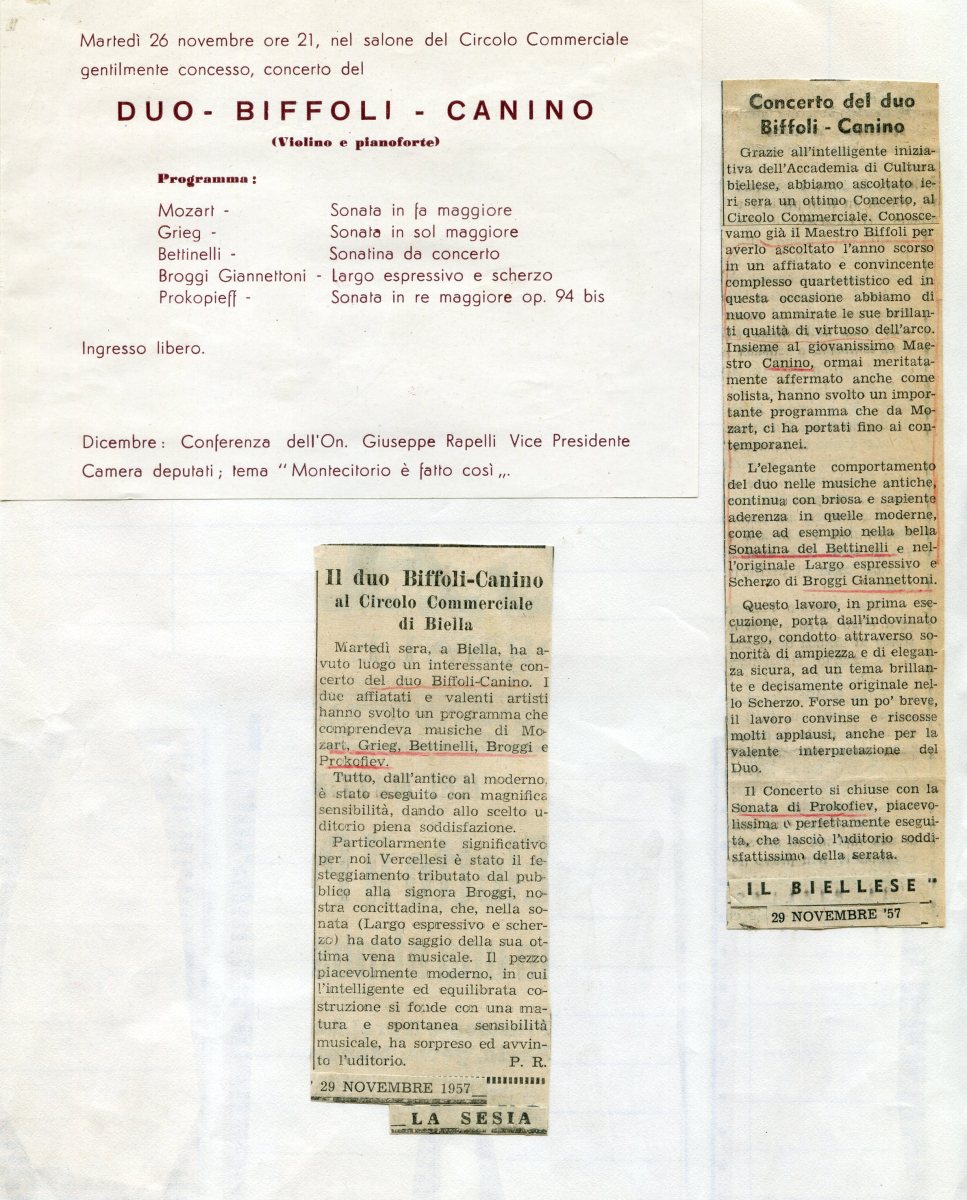 Martedì 26 novembre ore 21, nel salone del Circolo Commerciale
gentilmente concesso, concerto del
DUO - BIFFOLI - CANINO
(Violino e pianoforte)
Programma :
Mozart - Sonata in fa maggiore
Grieg - Sonata in sol maggiore
Bettinelli - Sonatina da concerto
Broggi Giannettoni - Largo espressivo e scherzo
Prokopieff - Sonata in re maggiore op. 94 bis
Ingresso libero.
Dicembre : Conferenza dell'On. Giuseppe Rapelli Vice Presidente
Camera deputati ; tema " Montecitorio è fatto così „.
Il duo Biffoli-Canino
al Circolo Commerciale
di Biella
Martedì sera, a Biella, ha a-
vuto luogo un interessante con-
certo del duo Biffoli-Canino. I
due affiatati e valenti artisti
hanno svolto un programma che
comprendeva musiche di Mo-
zart, Grieg, Bettinelli, Broggi e
Prokofiev.
Tutto, dall'antico al moderno,
è stato eseguito con magnifica
sensibilità, dando allo scelto u-
ditorio piena soddisfazione.
Particolarmente significativo
per noi Vercellesi è stato il fe-
steggiamento tributato dal pub-
blico alla signora Broggi, no-
stra concittadina, che, nella so-
nata (Largo espressivo e scher-
zo) ha dato saggio della sua ot-
tima vena musicale. Il pezzo
piacevolmente moderno, in cui
l'intelligente ed equilibrata co-
struzione si fonde con una ma-
tura e spontanea sensibilità
musicale, ha sorpreso ed avvin-
to l'uditorio. P. R.
29 NOVEMBRE 1957
LA SESIA
Concerto del duo
Biffoli - Canino
Grazie all'intelligente inizia-
tiva dell'Accademia di Cultura
biellese, abbiamo ascoltato ie-
ri sera un ottimo Concerto, al
Circolo Commerciale. Conosce-
vamo già il Maestro Biffoli per
averlo ascoltato l'anno scorso
in un affiatato e convincente
complesso quartettistico ed in
questa occasione abbiamo di
nuovo ammirate le sue brillan-
ti qualità di virtuoso dell'arco.
Insieme al giovanissimo Mae-
stro Canino, ormai meritata-
mente affermato anche come
solista, hanno svolto un impor-
tante programma che da Mo-
zart, ci ha portati fino ai con-
temporanei.
L'elegante comportamento
del duo nelle musiche antiche,
continua con briosa e sapiente
aderenza in quelle moderne,
come ad esempio nella bella
Sonatina del Bettinelli e nel-
l'originale Largo espressivo e
Scherzo di Broggi Giannettoni.
Questo lavoro, in prima ese-
cuzione, porta dall'indovinato
Largo, condotto attraverso so-
norità di ampiezza e di elegan-
za sicura, ad un tema brillan-
te e decisamente originale nel-
lo Scherzo. Forse un po' breve,
il lavoro convinse e riscosse
molti applausi, anche per la
valente interpretazione del
Duo.
Il Concerto si chiuse con la
Sonata di Prokofiev, piacevo-
lissima e perfettamente esegui-
ta, che lasciò l'uditorio soddi-
sfattissimo della serata.
IL BIELLESE "
29 NOVEMBRE '57